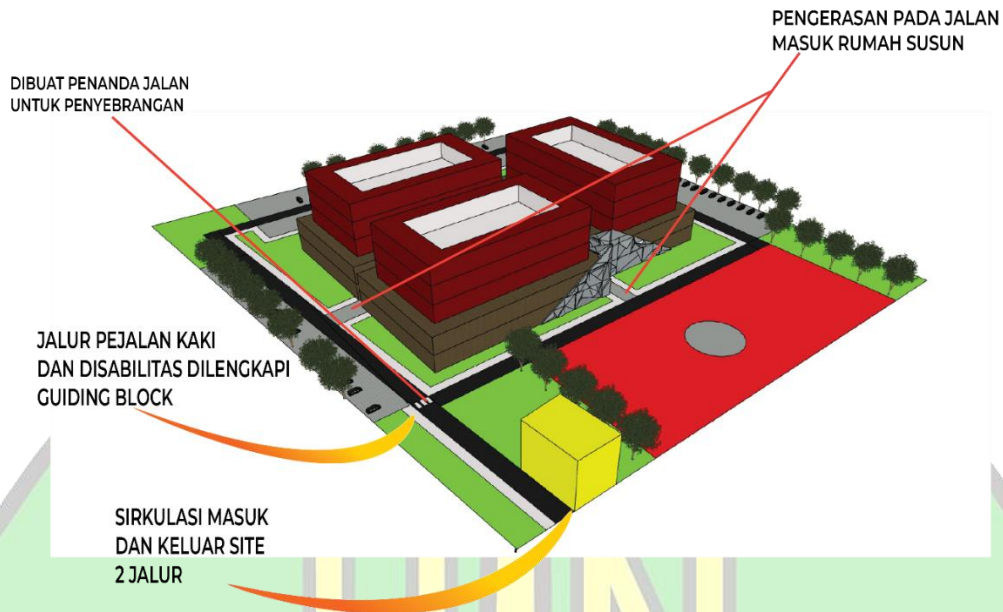 PENGERASAN PADA JALAN
MASUK RUMAH SUSUN
DIBUAT PENANDA JALAN
UNTUK PENYEBRANGAN
JALUR PEJALAN KAKI
DAN DISABILITAS DILENGKAPI
GUIDING BLOCK
SIRKULASI MASUK
DAN KELUAR SITE
2 JALUR